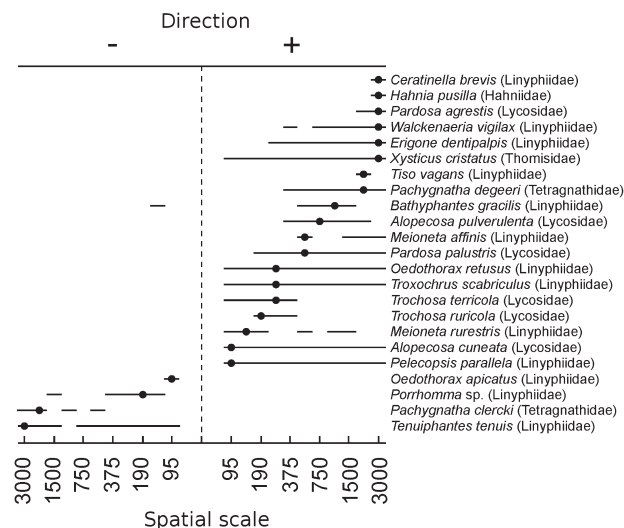 Direction
- +
Ceratinella brevis (Linyphiidae)
Hahnia pusilla (Hahniidae)
Pardosa agrestis (Lycosidae)
Walckenaeria vigilax (Linyphiidae)
Erigone dentipalpis (Linyphiidae)
Xysticus cristatus (Thomisidae)
Tiso vagans (Linyphiidae)
Pachygnatha degeeri (Tetragnathidae)
Bathyphantes gracilis (Linyphiidae)
Alopecosa pulverulenta (Lycosidae)
Meioneta affinis (Linyphiidae)
Pardosa palustris (Lycosidae)
Oedothorax retusus (Linyphiidae)
Troxochrus scabriculus (Linyphiidae)
Trochosa terricola (Lycosidae)
Trochosa ruricola (Lycosidae)
Meioneta rurestris (Linyphiidae)
Alopecosa cuneata (Lycosidae)
Pelecopsis parallela (Linyphiidae)
Oedothorax apicatus (Linyphiidae)
Porrhomma sp. (Linyphiidae)
Pachygnatha clercki (Tetragnathidae)
Tenuiphantes tenuis (Linyphiidae)
3000 1500 750 375 190 95 95 190 375 750 1500 3000
Spatial scale